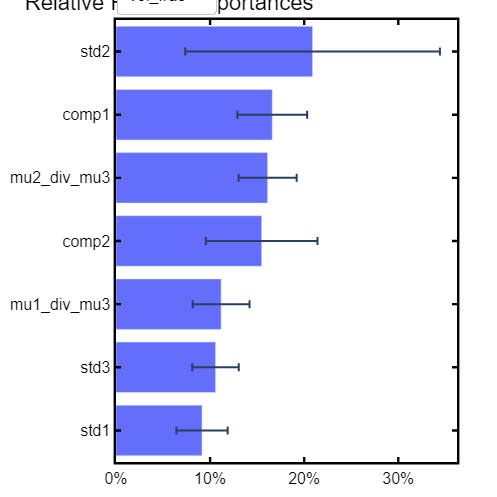 Relative portances
std2
comp1
mu2_div_mu3
comp2
mu1_div_mu3
std3
std1
0% 10% 20% 30%